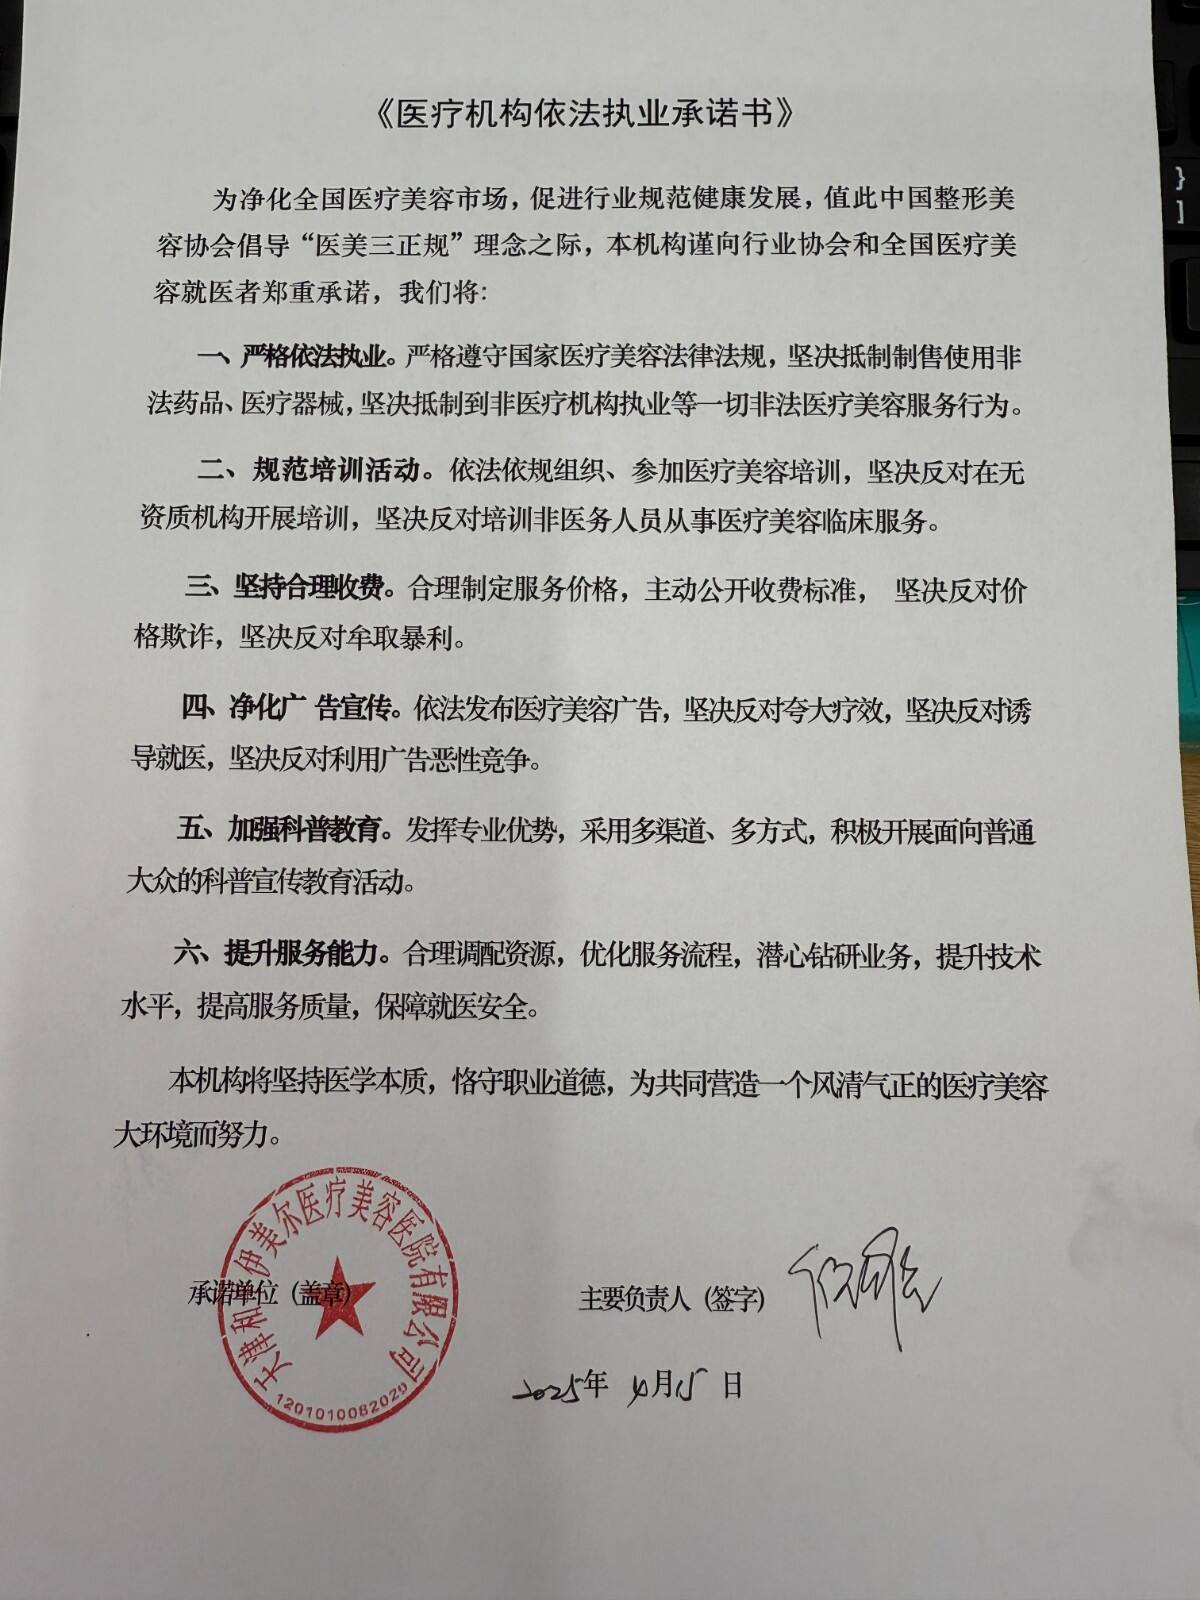 《医疗机构依法执业承诺书》
为净化全国医疗美容市场，促进行业规范健康发展，值此中国整形美
容协会倡导“医美三正规”理念之际，本机构谨向行业协会和全国医疗美
容就医者郑重承诺，我们将：
一、严格依法执业。严格遵守国家医疗美容法律法规，坚决抵制制售使用非
法药品、医疗器械，坚决抵制到非医疗机构执业等一切非法医疗美容服务行为。
二、规范培训活动。依法依规组织、参加医疗美容培训，坚决反对在无
资质机构开展培训，坚决反对培训非医务人员从事医疗美容临床服务。
三、坚持合理收费。合理制定服务价格，主动公开收费标准， 坚决反对价
格欺诈，坚决反对牟取暴利。
四、净化广 告宣传。依法发布医疗美容广告，坚决反对夸大疗效，坚决反对诱
导就医，坚决反对利用广告恶性竞争。
五、加强科普教育。发挥专业优势，采用多渠道、多方式，积极开展面向普通
大众的科普宣传教育活动。
六、提升服务能力。合理调配资源，优化服务流程，潜心钻研业务，提升技术
水平，提高服务质量，保障就医安全。
本机构将坚持医学本质，恪守职业道德，为共同营造一个风清气正的医疗美容
大环境而努力。
天津和平伊美尔医疗美容医院有限公司
承诺单位（盖章）
1201010082029
主要负责人（签字）
2025年 4月15日
}
]